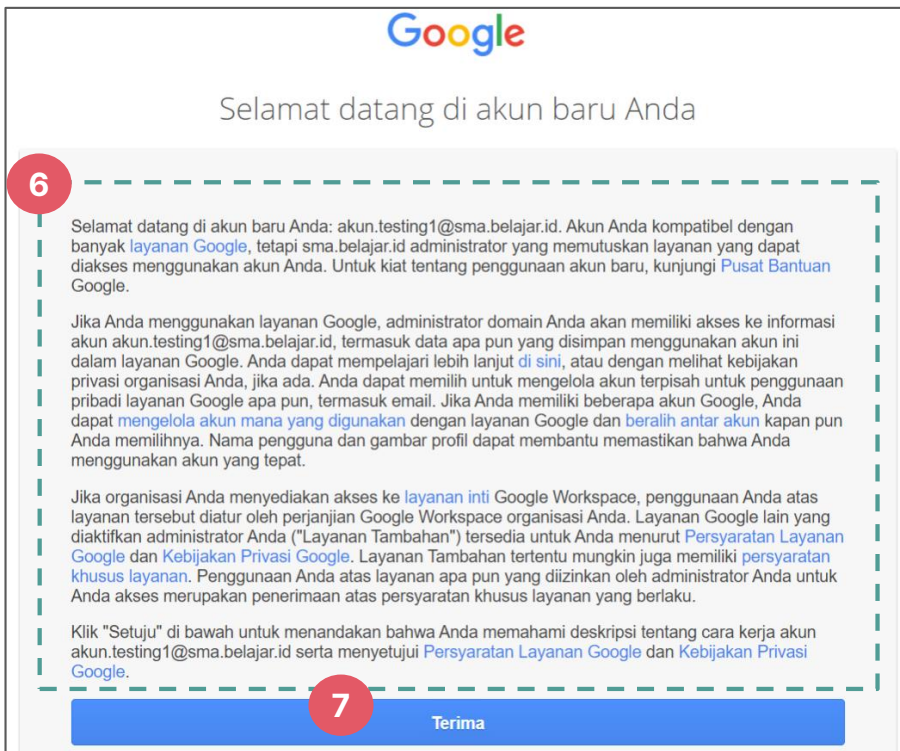 Google
Selamat datang di akun baru Anda
6
Selamat datang di akun baru Anda: akun.testing1@sma.belajar.id. Akun Anda kompatibel dengan
banyak layanan Google, tetapi sma.belajar.id administrator yang memutuskan layanan yang dapat
diakses menggunakan akun Anda. Untuk kiat tentang penggunaan akun baru, kunjungi Pusat Bantuan
Google.
Jika Anda menggunakan layanan Google, administrator domain Anda akan memiliki akses ke informasi
akun akun.testing1@sma.belajar.id, termasuk data apa pun yang disimpan menggunakan akun ini
dalam layanan Google. Anda dapat mempelajari lebih lanjut di sini, atau dengan melihat kebijakan
privasi organisasi Anda, jika ada. Anda dapat memilih untuk mengelola akun terpisah untuk penggunaan
pribadi layanan Google apa pun, termasuk email. Jika Anda memiliki beberapa akun Google, Anda
dapat mengelola akun mana yang digunakan dengan layanan Google dan beralih antar akun kapan pun
Anda memilihnya. Nama pengguna dan gambar profil dapat membantu memastikan bahwa Anda
menggunakan akun yang tepat.
Jika organisasi Anda menyediakan akses ke layanan inti Google Workspace, penggunaan Anda atas
layanan tersebut diatur oleh perjanjian Google Workspace organisasi Anda. Layanan Google lain yang
diaktifkan administrator Anda ("Layanan Tambahan") tersedia untuk Anda menurut Persyaratan Layanan
Google dan Kebijakan Privasi Google. Layanan Tambahan tertentu mungkin juga memiliki persyaratan
khusus layanan. Penggunaan Anda atas layanan apa pun yang diizinkan oleh administrator Anda untuk
Anda akses merupakan penerimaan atas persyaratan khusus layanan yang berlaku.
Klik "Setuju" di bawah untuk menandakan bahwa Anda memahami deskripsi tentang cara kerja akun
akun.testing1@sma.belajar.id serta menyetujui Persyaratan Layanan Google dan Kebijakan Privasi
Google.
7
Terima